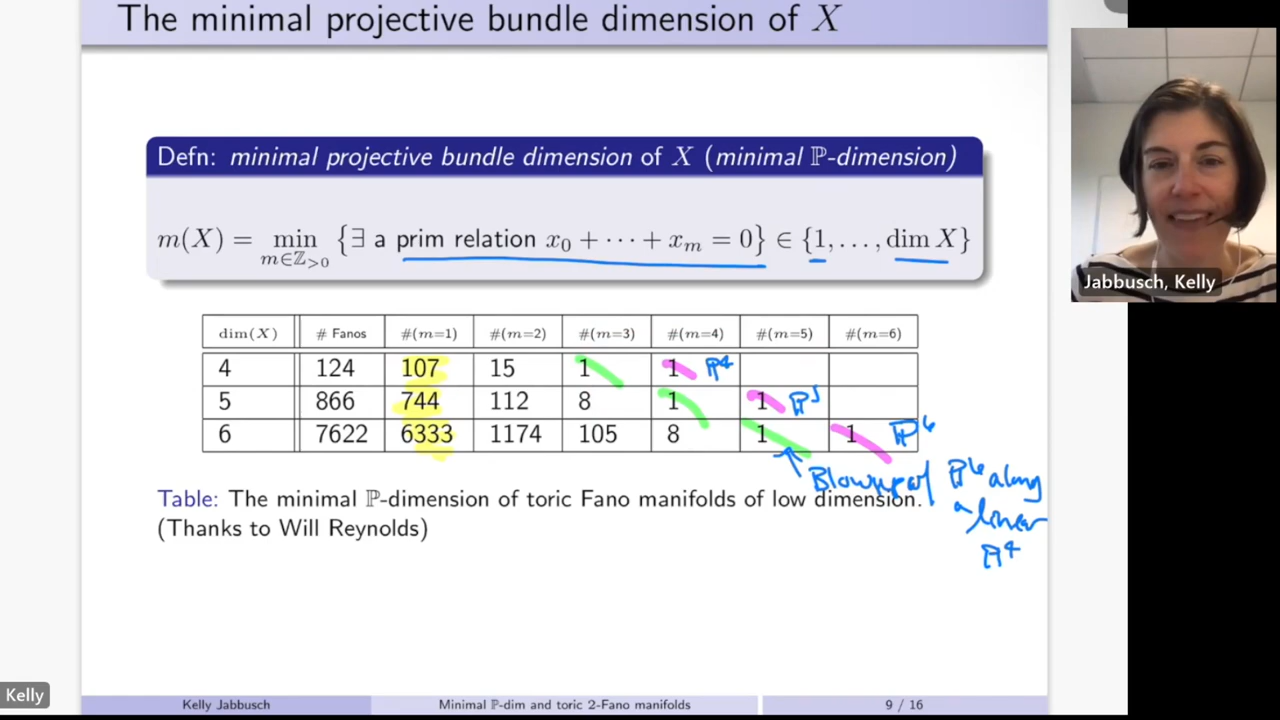 The minimal projective bundle dimension of X
Defn: minimal projective bundle dimension of X (minimal ℙ-dimension)
m(X) = min {∃ a prim relation x₀ + ··· + xₘ = 0} ∈ {1, ..., dim X}
m∈ℤ>0
dim(X) # Fanos #(m=1) #(m=2) #(m=3) #(m=4) #(m=5) #(m=6)
4 124 107 15 1 1 ℙ⁴
5 866 744 112 8 1 1 ℙ⁵
6 7622 6333 1174 105 8 1 1 ℙ⁶
Blowup of ℙ⁶ along
a linear
ℙ⁴
Table: The minimal ℙ-dimension of toric Fano manifolds of low dimension.
(Thanks to Will Reynolds)
Jabbusch, Kelly
Kelly
Kelly Jabbusch Minimal ℙ-dim and toric 2-Fano manifolds 9 / 16